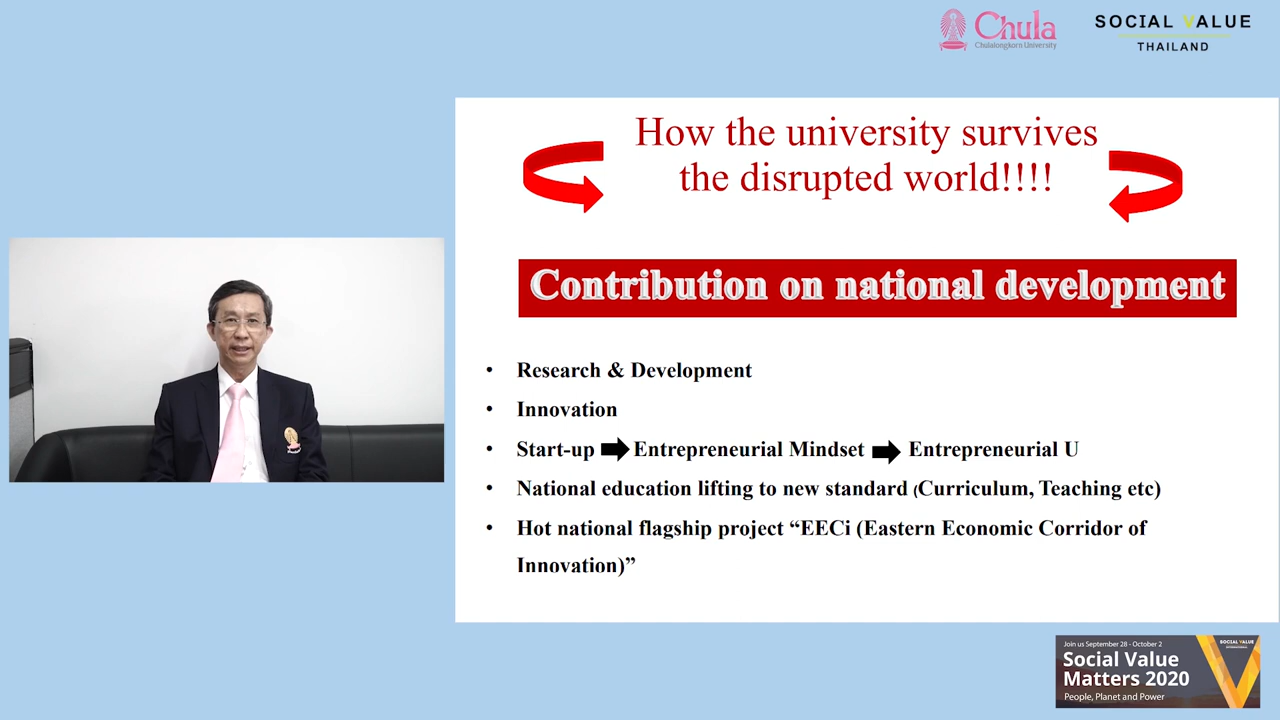 Chula
Chulalongkorn University
SOCIAL VALUE
THAILAND
How the university survives
the disrupted world!!!!
Contribution on national development
• Research & Development
• Innovation
• Start-up Entrepreneurial Mindset Entrepreneurial U
• National education lifting to new standard (Curriculum, Teaching etc)
• Hot national flagship project “EECi (Eastern Economic Corridor of
Innovation)”
Join us September 28 - October 2
Social Value
Matters 2020
People, Planet and Power
SOCIAL VALUE
INTERNATIONAL